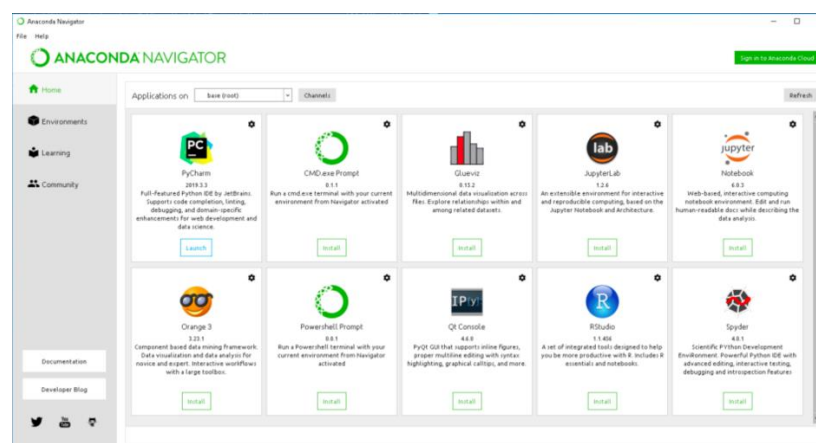 Anaconda Navigator
File Help
ANACONDA NAVIGATOR
Sign in to Anaconda Cloud
Home
Environments
Learning
Community
Documentation
Developer Blog
Applications on base (root) Channels
Refresh
PC
PyCharm
2019.3.3
Full-featured Python IDE by JetBrains.
Supports code completion, linting,
debugging, and domain-specific
enhancements for web development and
data science.
Launch
CMD.exe Prompt
0.1.1
Run a cmd.exe terminal with your current
environment from Navigator activated
Install
Glueviz
0.15.2
Multidimensional data visualization across
files. Explore relationships within and
among related datasets.
Install
lab
JupyterLab
1.2.6
An extensible environment for interactive
and reproducible computing, based on the
Jupyter Notebook and Architecture.
Install
jupyter
Notebook
6.0.3
Web-based, interactive computing
notebook environment. Edit and run
human-readable docs while describing the
data analysis
Install
Orange 3
3.23.1
Component based data mining framework.
Data visualization and data analysis for
novice and expert. Interactive workflows
with a large toolbox.
Install
Powershell Prompt
0.0.1
Run a Powershell terminal with your
current environment from Navigator
activated
Install
IP[y]:
Qt Console
4.6.0
PyQt GUI that supports inline figures,
proper multiline editing with syntax
highlighting, graphical calltips, and more.
Install
R
RStudio
1.1.456
A set of integrated tools designed to help
you be more productive with R. Includes R
essentials and notebooks.
Install
Spyder
4.0.1
Scientific PYthon Development
EnviRonment. Powerful Python IDE with
advanced editing, interactive testing,
debugging and introspection features
Install